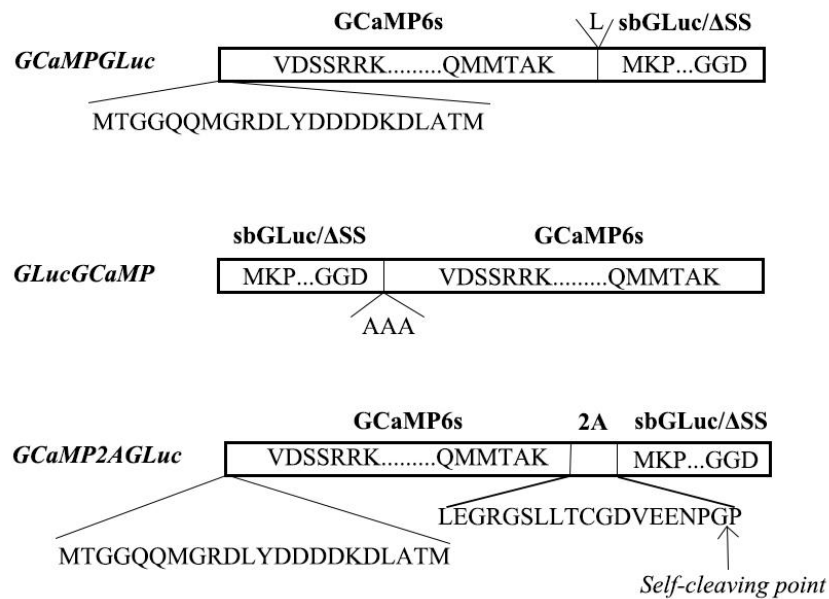 GCaMP6s L sbGLuc/ΔSS
GCaMPGLuc VDSSRRK.........QMMTAK MKP...GGD
MTGGQQMGRDLYDDDDKDLATM
sbGLuc/ΔSS GCaMP6s
GLucGCaMP MKP...GGD VDSSRRK.........QMMTAK
AAA
GCaMP6s 2A sbGLuc/ΔSS
GCaMP2AGLuc VDSSRRK.........QMMTAK MKP...GGD
LEGRGSLLTCGDVEENPGP
MTGGQQMGRDLYDDDDKDLATM
Self-cleaving point